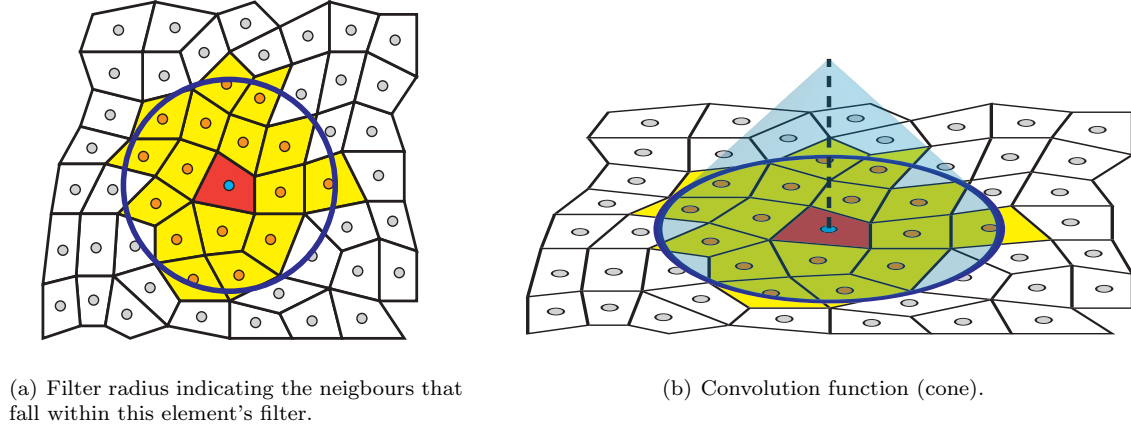 (a) Filter radius indicating the neigbours that
fall within this element's filter.
(b) Convolution function (cone).